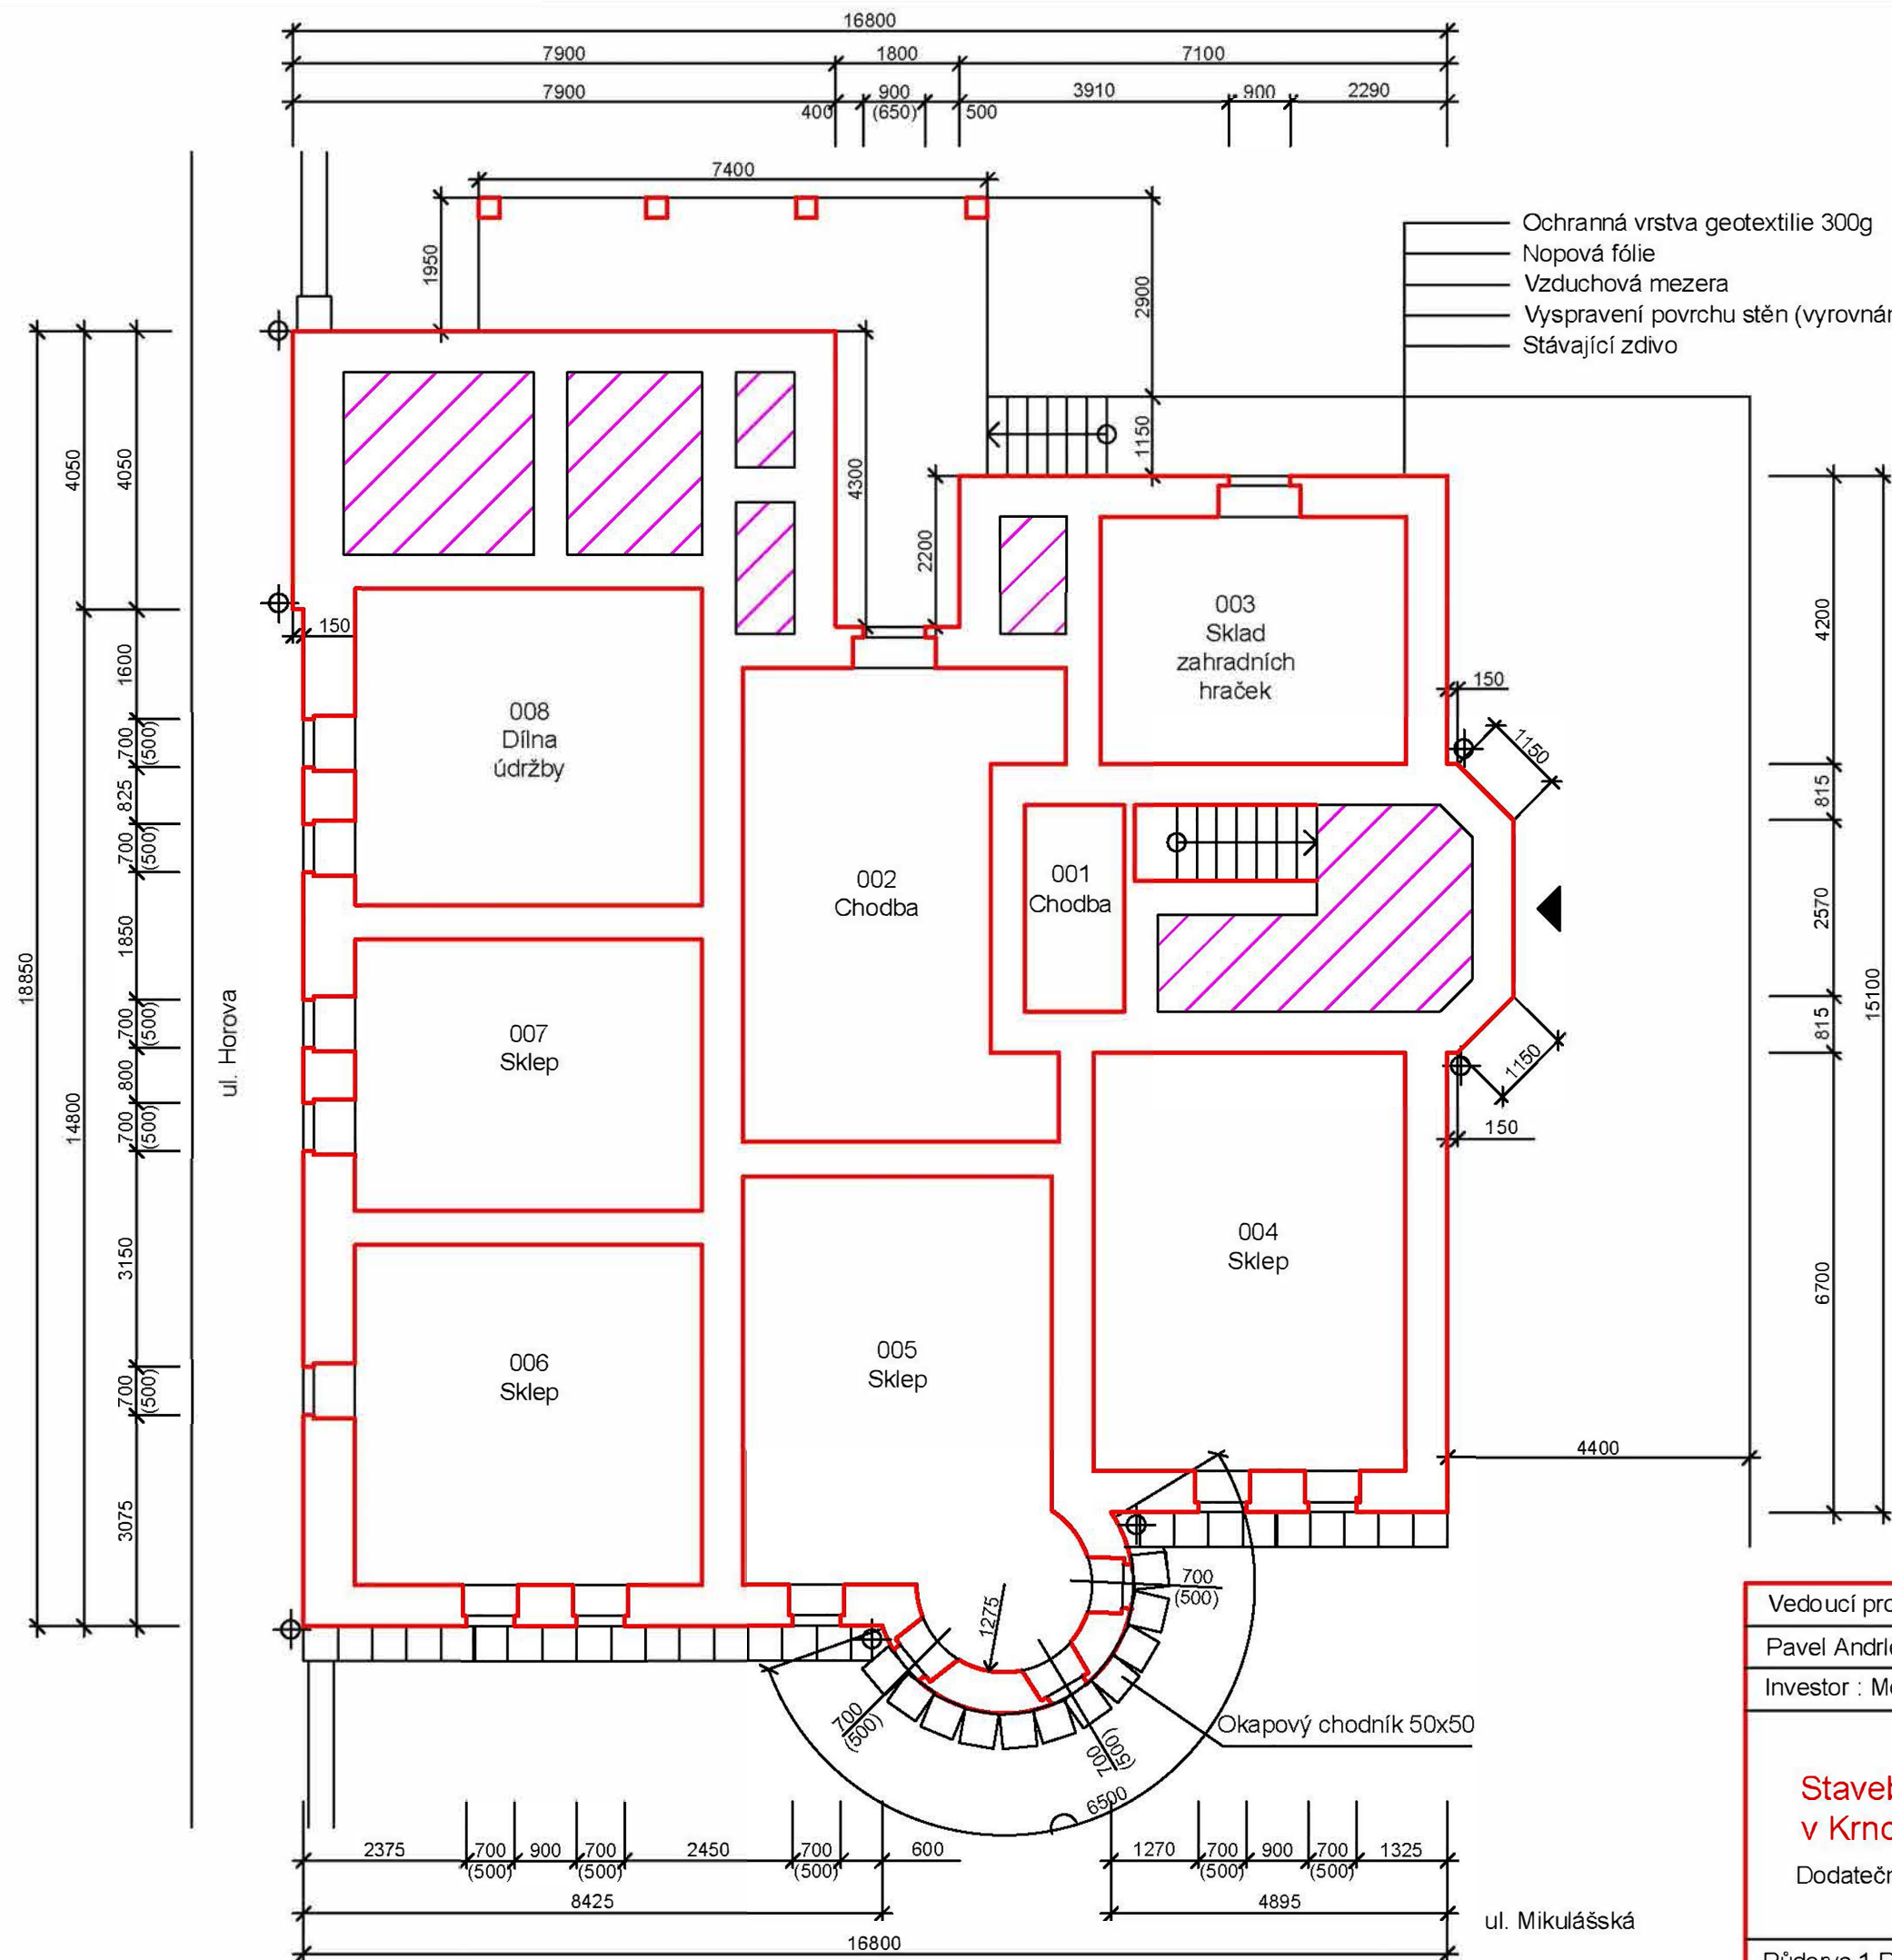 16800
7900 1800 7100
7900 400 900 500 3910 900 2290
(650)
7400
1950
2900
1150
Ochranná vrstva geotextilie 300g
Nopová fólie
Vzduchová mezera
Vyspravení povrchu stěn (vyrovnán
Stávající zdivo
4300
2200
18850
4050
14800
4050
1600
700
(500)
825
700
(500)
1850
700
(500)
800
700
(500)
3150
700
(500)
3075
150
ul. Horova
008
Dílna
údržby
003
Sklad
zahradních
hraček
002
Chodba
001
Chodba
007
Sklep
004
Sklep
006
Sklep
005
Sklep
150
1150
1150
150
4200
815
2570
815
6700
15100
4400
1275
700
(500)
700
(500)
700
(500)
6500
Okapový chodník 50x50
2375 700 900 700 2450 700 600
(500) (500) (500)
8425
1270 700 900 700 1325
(500) (500)
4895
16800
ul. Mikulášská
Vedoucí pro
Pavel Andrle
Investor : Mě
Staveb
v Krno
Dodatečn